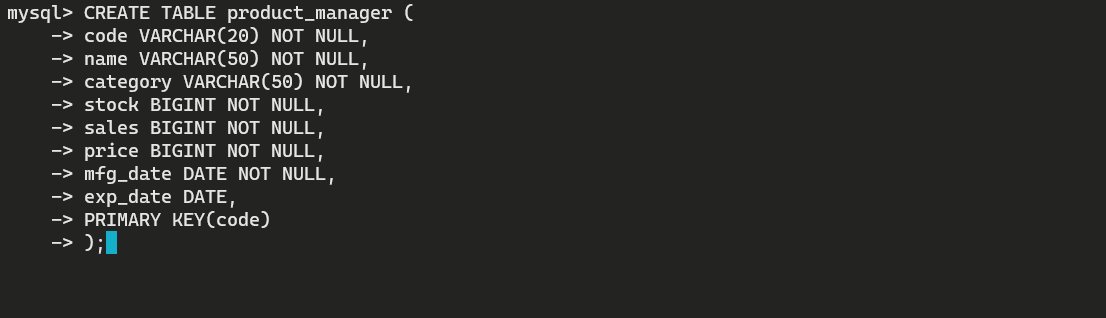 mysql> CREATE TABLE product_manager (
    -> code VARCHAR(20) NOT NULL,
    -> name VARCHAR(50) NOT NULL,
    -> category VARCHAR(50) NOT NULL,
    -> stock BIGINT NOT NULL,
    -> sales BIGINT NOT NULL,
    -> price BIGINT NOT NULL,
    -> mfg_date DATE NOT NULL,
    -> exp_date DATE,
    -> PRIMARY KEY(code)
    -> );